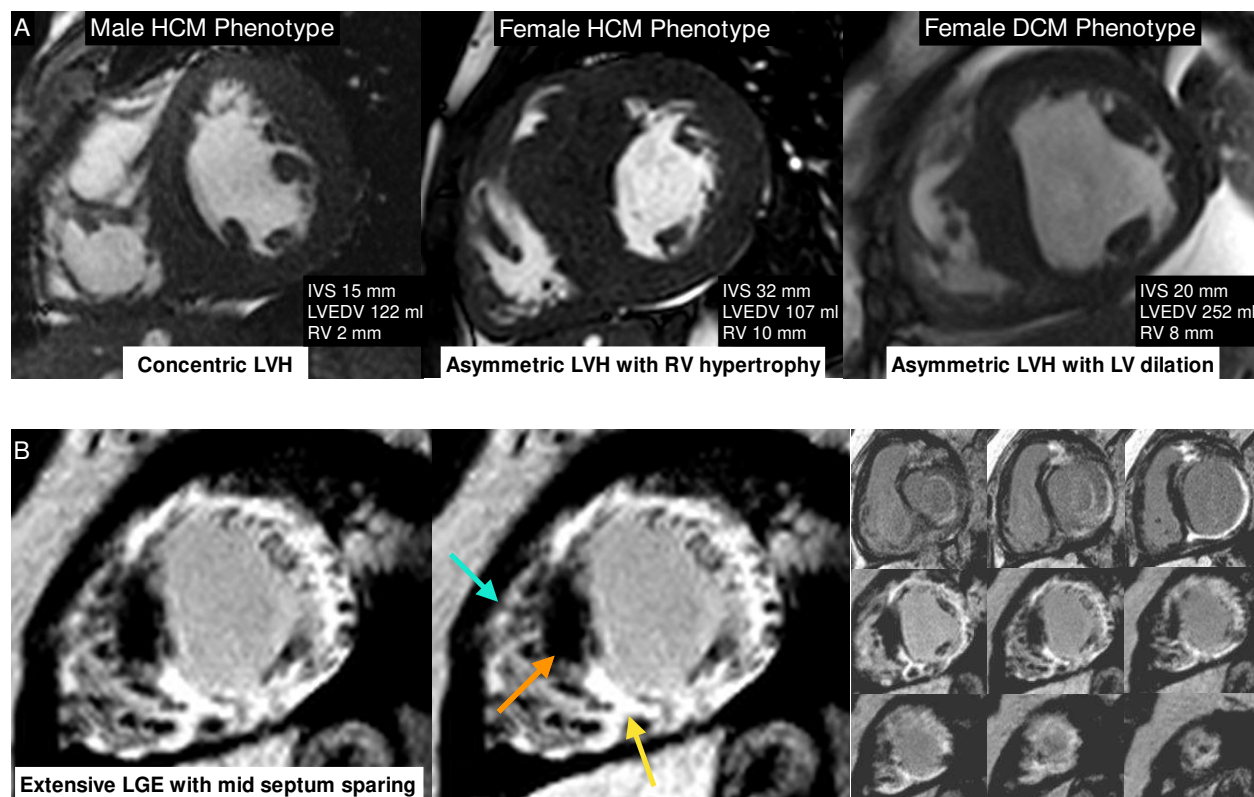 A
Male HCM Phenotype
Female HCM Phenotype
Female DCM Phenotype
IVS 15 mm
LVEDV 122 ml
RV 2 mm
IVS 32 mm
LVEDV 107 ml
RV 10 mm
IVS 20 mm
LVEDV 252 ml
RV 8 mm
Concentric LVH
Asymmetric LVH with RV hypertrophy
Asymmetric LVH with LV dilation
B
Extensive LGE with mid septum sparing